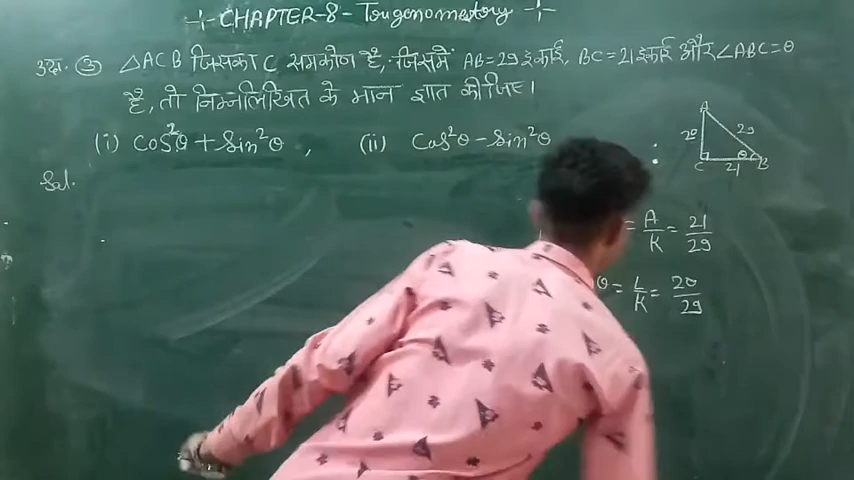 CHAPTER-8-Trigonometry
उदा. ③ △ACB जिसका C समकोण है, जिसमें AB=29 इकाई, BC=21 इकाई और ∠ABC=θ
है, तो निम्नलिखित के मान ज्ञात कीजिए।
(i) Cos²θ + Sin²θ , (ii) Cos²θ - Sin²θ
Sol.
A
20 29
C 21 θ B
= A/K = 21/29
θ = L/K = 20/29